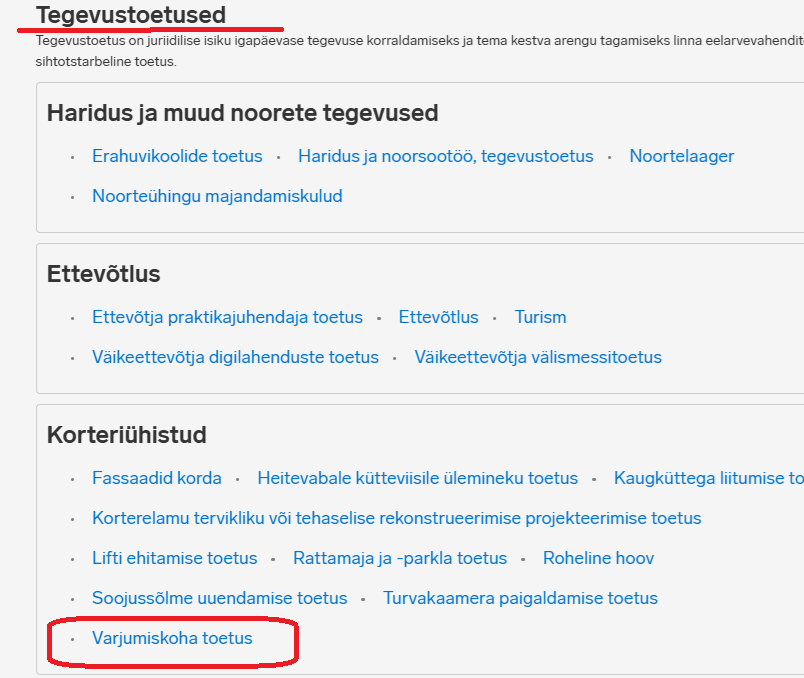 Tegevustoetused
Tegevustoetus on juriidilise isiku igapäevase tegevuse korraldamiseks ja tema kestva arengu tagamiseks linna eelarvevahendite
sihtotstarbeline toetus.
Haridus ja muud noorete tegevused
· Erahuvikoolide toetus · Haridus ja noorsootöö, tegevustoetus · Noortelaager
· Noorteühingu majandamiskulud
Ettevõtlus
· Ettevõtja praktikajuhendaja toetus · Ettevõtlus · Turism
· Väikeettevõtja digilahenduste toetus · Väikeettevõtja välismessitoetus
Korteriühistud
· Fassaadid korda · Heitevabale kütteviisile ülemineku toetus · Kaugküttega liitumise to
· Korterelamu tervikliku või tehaselise rekonstrueerimise projekteerimise toetus
· Lifti ehitamise toetus · Rattamaja ja -parkla toetus · Roheline hoov
· Soojussõlme uuendamise toetus · Turvakaamera paigaldamise toetus
· Varjumiskoha toetus